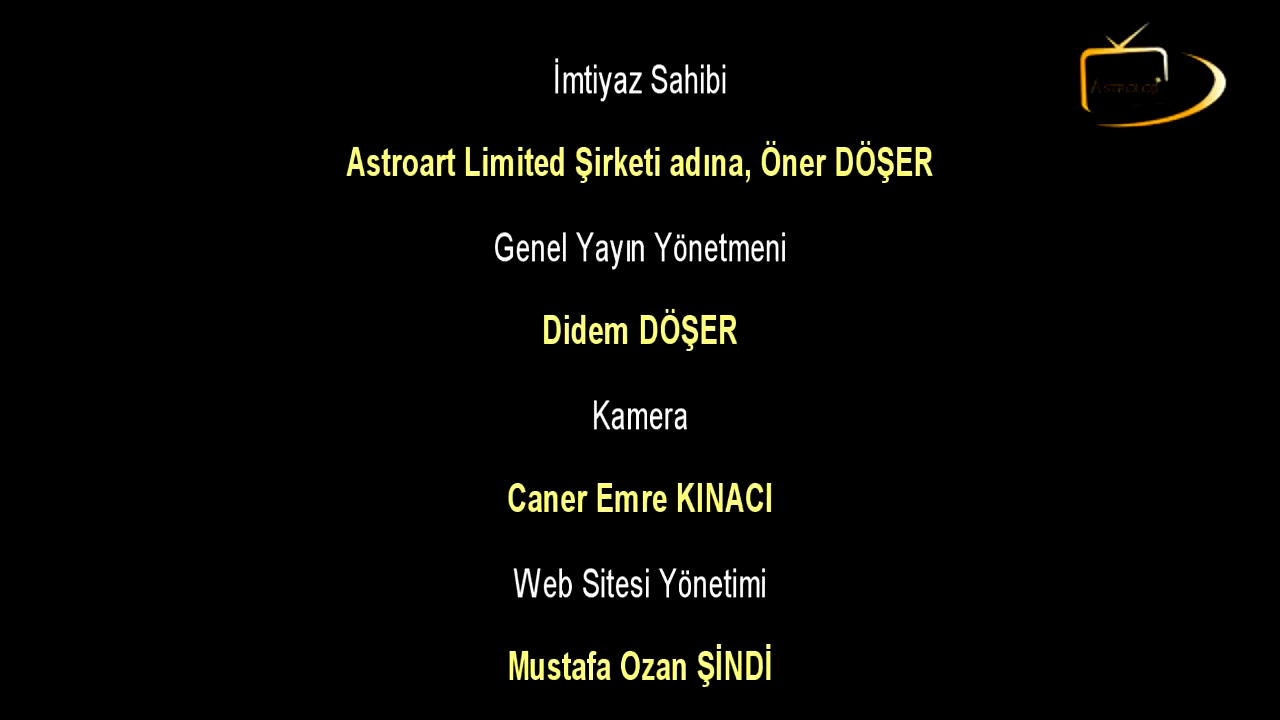 İmtiyaz Sahibi
Astroart Limited Şirketi adına, Öner DÖŞER
Genel Yayın Yönetmeni
Didem DÖŞER
Kamera
Caner Emre KINACI
Web Sitesi Yönetimi
Mustafa Ozan ŞİNDİ